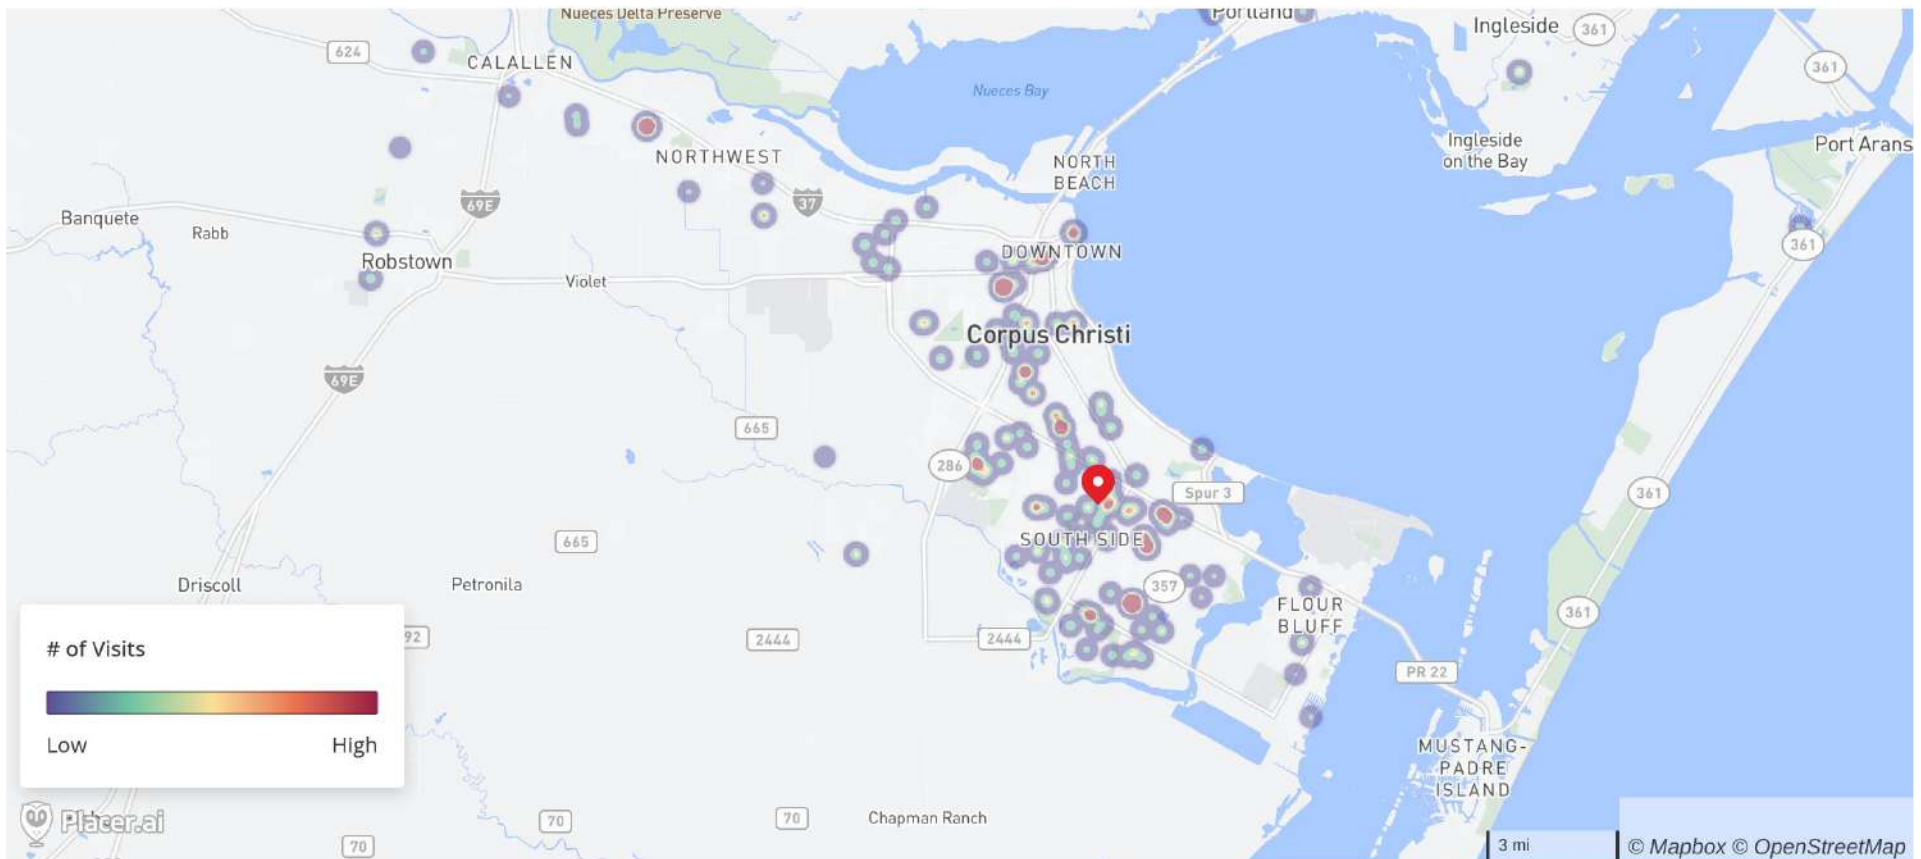 Nueces Delta Preserve
Portland
Ingleside
361
624
CALALLEN
361
Nueces Bay
Port Arans
Ingleside
on the Bay
NORTHWEST
NORTH
BEACH
69E
37
Banquete
Rabb
361
DOWNTOWN
Robstown
Violet
Corpus Christi
69E
665
286
Spur 3
361
665
SOUTH SIDE
Driscoll
Petronila
357
FLOUR
BLUFF
361
92
2444
2444
PR 22
# of Visits
Low
High
MUSTANG-
PADRE
ISLAND
Placer.ai
70
70
Chapman Ranch
70
3 mi
© Mapbox © OpenStreetMap